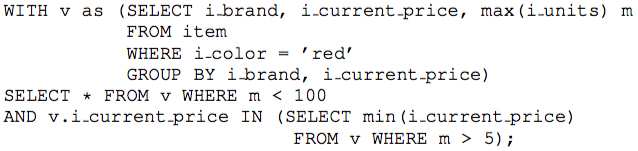 WITH v as (SELECT i_brand, i_current_price, max(i_units) m
FROM item
WHERE i_color = ’red’
GROUP BY i_brand, i_current_price)
SELECT * FROM v WHERE m < 100
AND v.i_current_price IN (SELECT min(i_current_price)
FROM v WHERE m > 5);